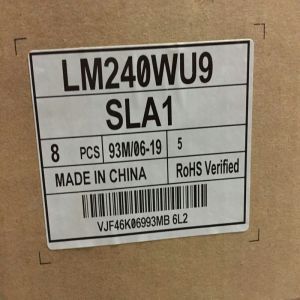 LM240WU9
SLA1
8 PCS 93M/06-19 5
MADE IN CHINA RoHS Verified
VJF46K06993MB 6L2